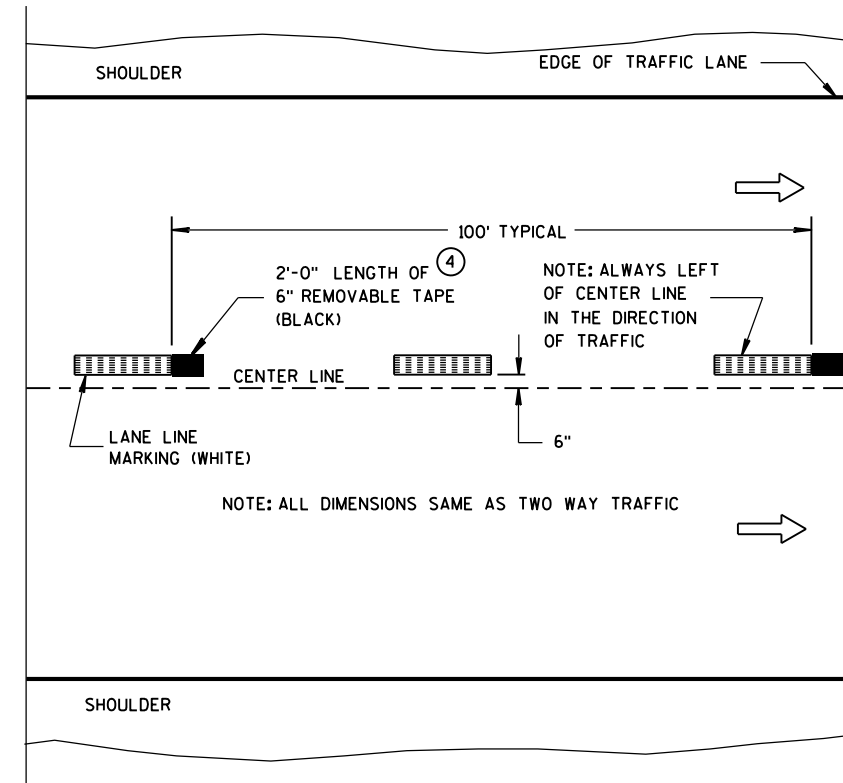 SHOULDER
EDGE OF TRAFFIC LANE
100' TYPICAL
2'-0" LENGTH OF
6" REMOVABLE TAPE
(BLACK)
4
NOTE: ALWAYS LEFT
OF CENTER LINE
IN THE DIRECTION
OF TRAFFIC
CENTER LINE
LANE LINE
MARKING (WHITE)
6"
NOTE: ALL DIMENSIONS SAME AS TWO WAY TRAFFIC
SHOULDER